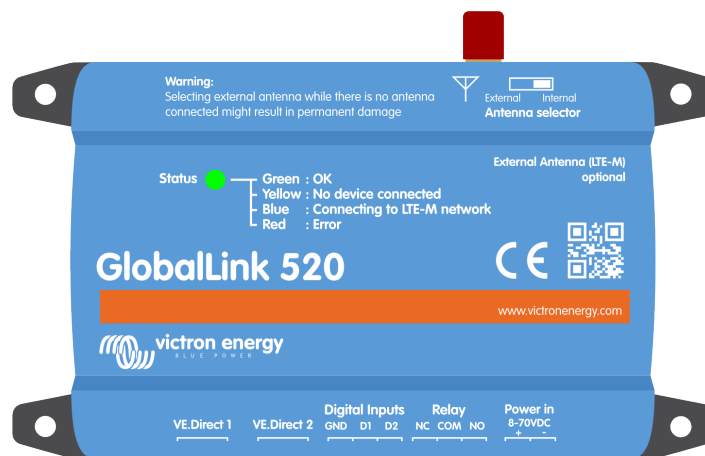 Warning:
Selecting external antenna while there is no antenna
connected might result in permanent damage
External Internal
Antenna selector
External Antenna (LTE-M)
optional
Status
Green : OK
Yellow : No device connected
Blue : Connecting to LTE-M network
Red : Error
GlobalLink 520
CE
www.victronenergy.com
victron energy
BLUE POWER
VE.Direct 1
VE.Direct 2
Digital Inputs
GND D1 D2
Relay
NC COM NO
Power in
8-70VDC
+ -